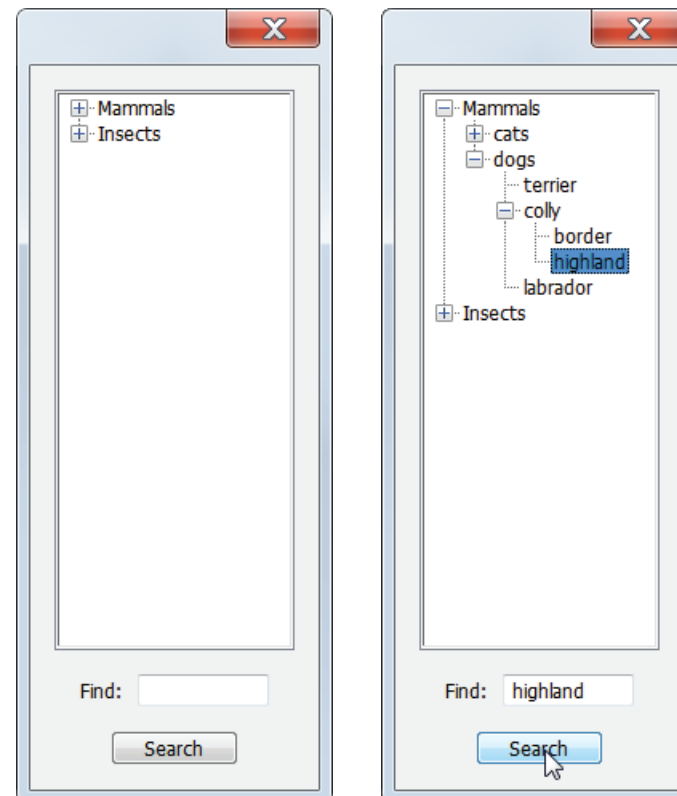 Mammals
Insects
Find:
Search
Mammals
cats
dogs
terrier
colly
border
highland
labrador
Insects
Find: highland
Search